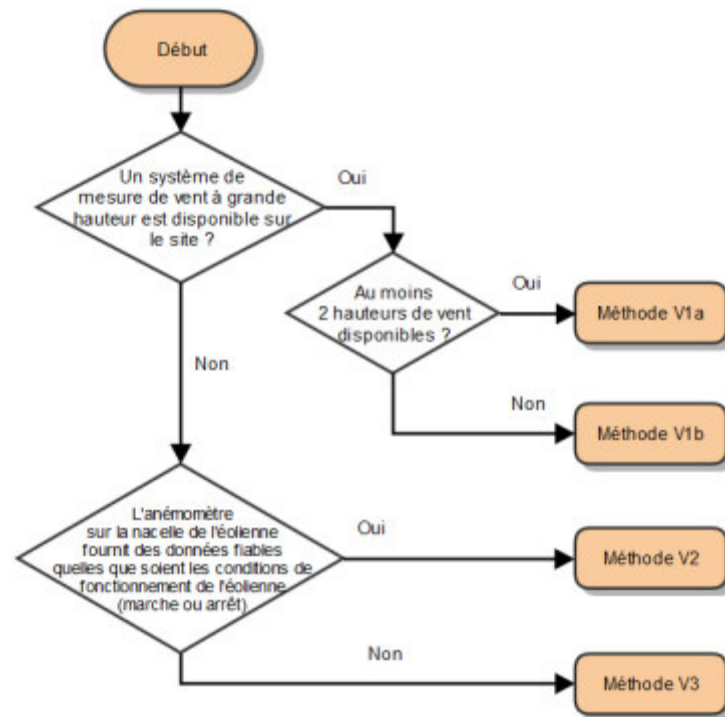 Début
Un système de
mesure de vent à grande
hauteur est disponible sur
le site ?
Oui
Au moins
2 hauteurs de vent
disponibles ?
Oui
Méthode V1a
Non
Non
Méthode V1b
L'anémomètre
sur la nacelle de l'éolienne
fournit des données fiables
quelles que soient les conditions de
fonctionnement de l'éolienne
(marche ou arrêt)
Oui
Méthode V2
Non
Méthode V3